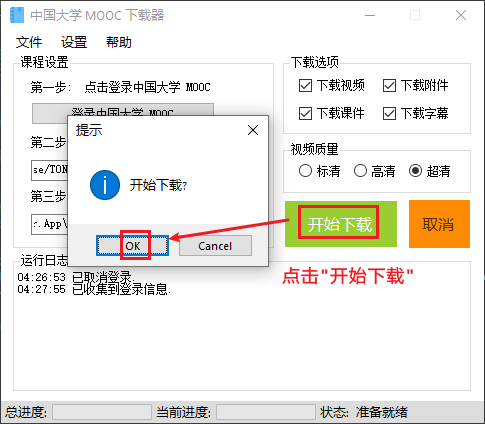 中国大学 MOOC 下载器
文件 设置 帮助
课程设置
第一步: 点击登录中国大学 MOOC
登录中国大学 MOOC
第二步
se/TON
第三步
r.App\
下载选项
下载视频 下载附件
下载课件 下载字幕
视频质量
标清 高清 超清
开始下载 取消
提示
开始下载?
OK Cancel
点击"开始下载"
运行日志
04:26:53 已取消登录.
04:27:55 已收集到登录信息.
总进度: 当前进度: 状态: 准备就绪